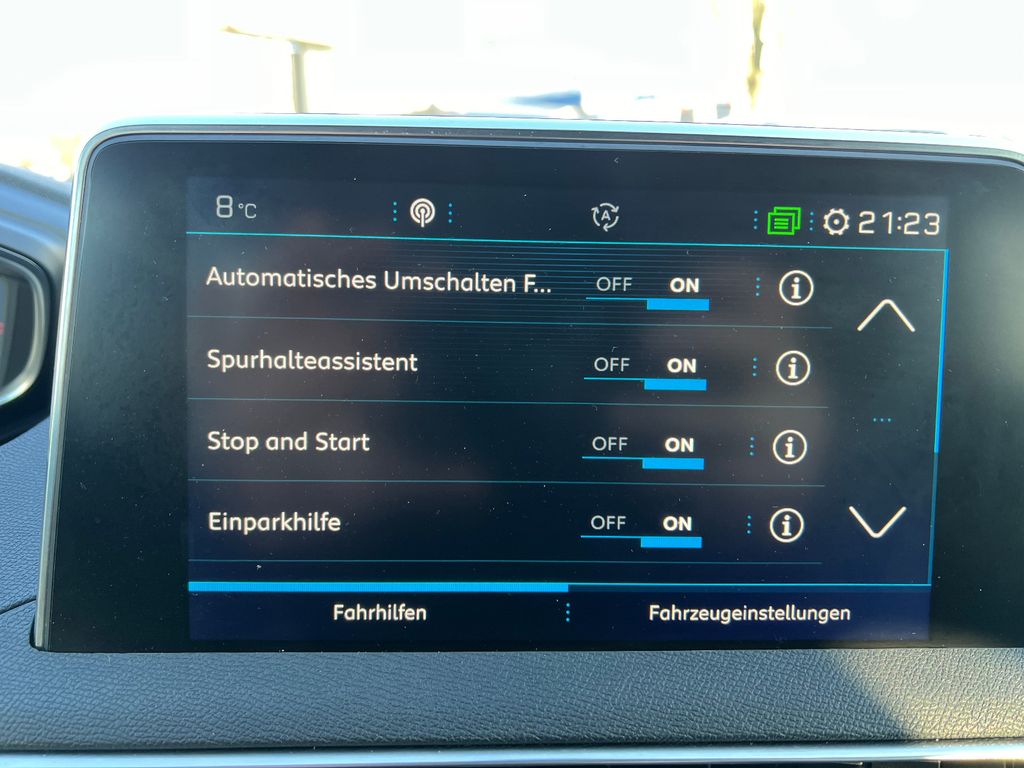 8 °C A 21:23
Automatisches Umschalten F... OFF ON i
Spurhalteassistent OFF ON i
Stop and Start OFF ON i
Einparkhilfe OFF ON i
Fahrhilfen Fahrzeugeinstellungen